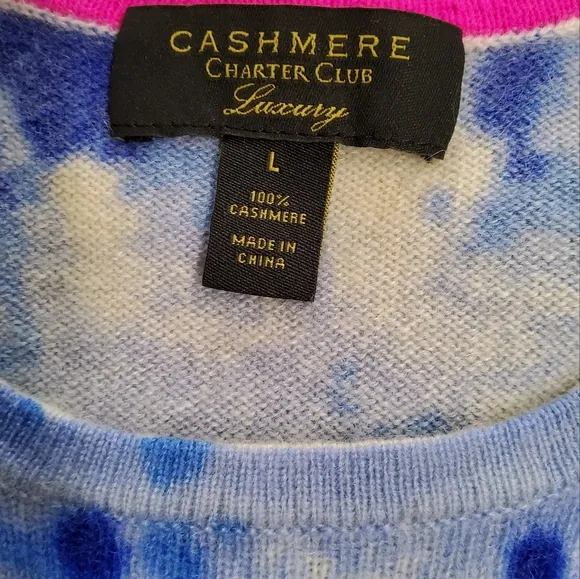 CASHMERE
CHARTER CLUB
Luxury
L
100%
CASHMERE
MADE IN
CHINA